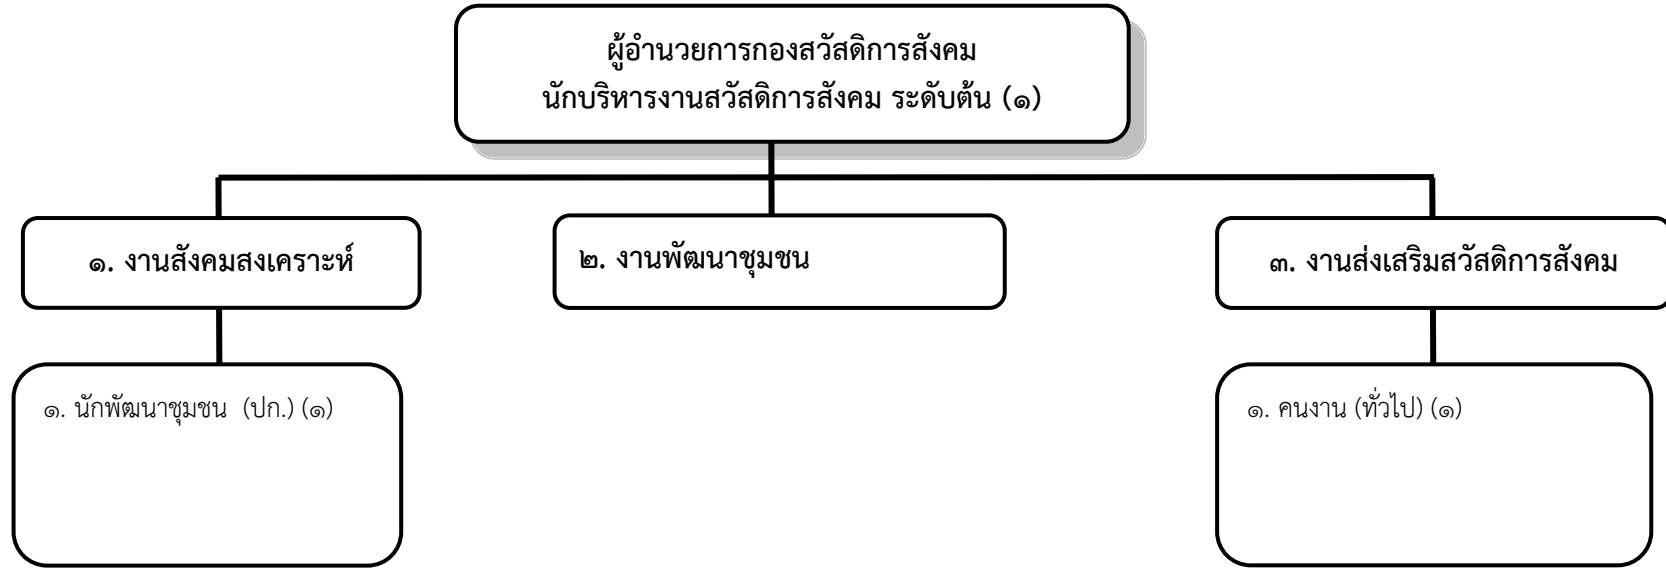 ผู้อำนวยการกองสวัสดิการสังคม
นักบริหารงานสวัสดิการสังคม ระดับต้น (๑)
๑. งานสังคมสงเคราะห์
๒. งานพัฒนาชุมชน
๓. งานส่งเสริมสวัสดิการสังคม
๑. นักพัฒนาชุมชน (ปก.) (๑)
๑. คนงาน (ทั่วไป) (๑)